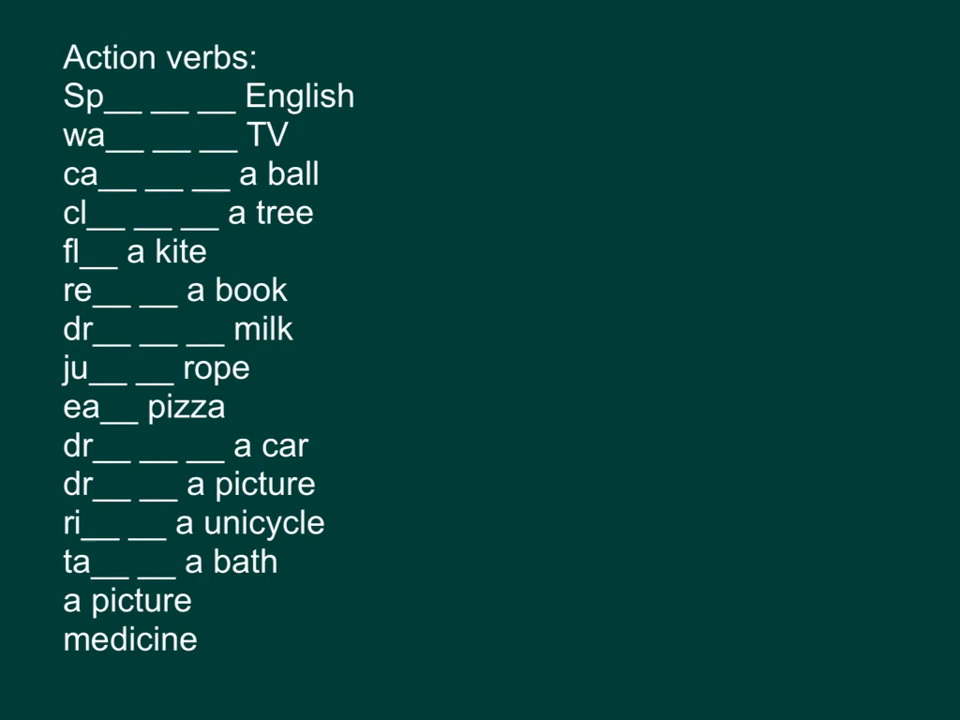 Action verbs:
Sp__ __ __ English
wa__ __ __ TV
ca__ __ __ a ball
cl__ __ __ a tree
fl__ a kite
re__ __ a book
dr__ __ __ milk
ju__ __ rope
ea__ pizza
dr__ __ __ a car
dr__ __ a picture
ri__ __ a unicycle
ta__ __ a bath
a picture
medicine